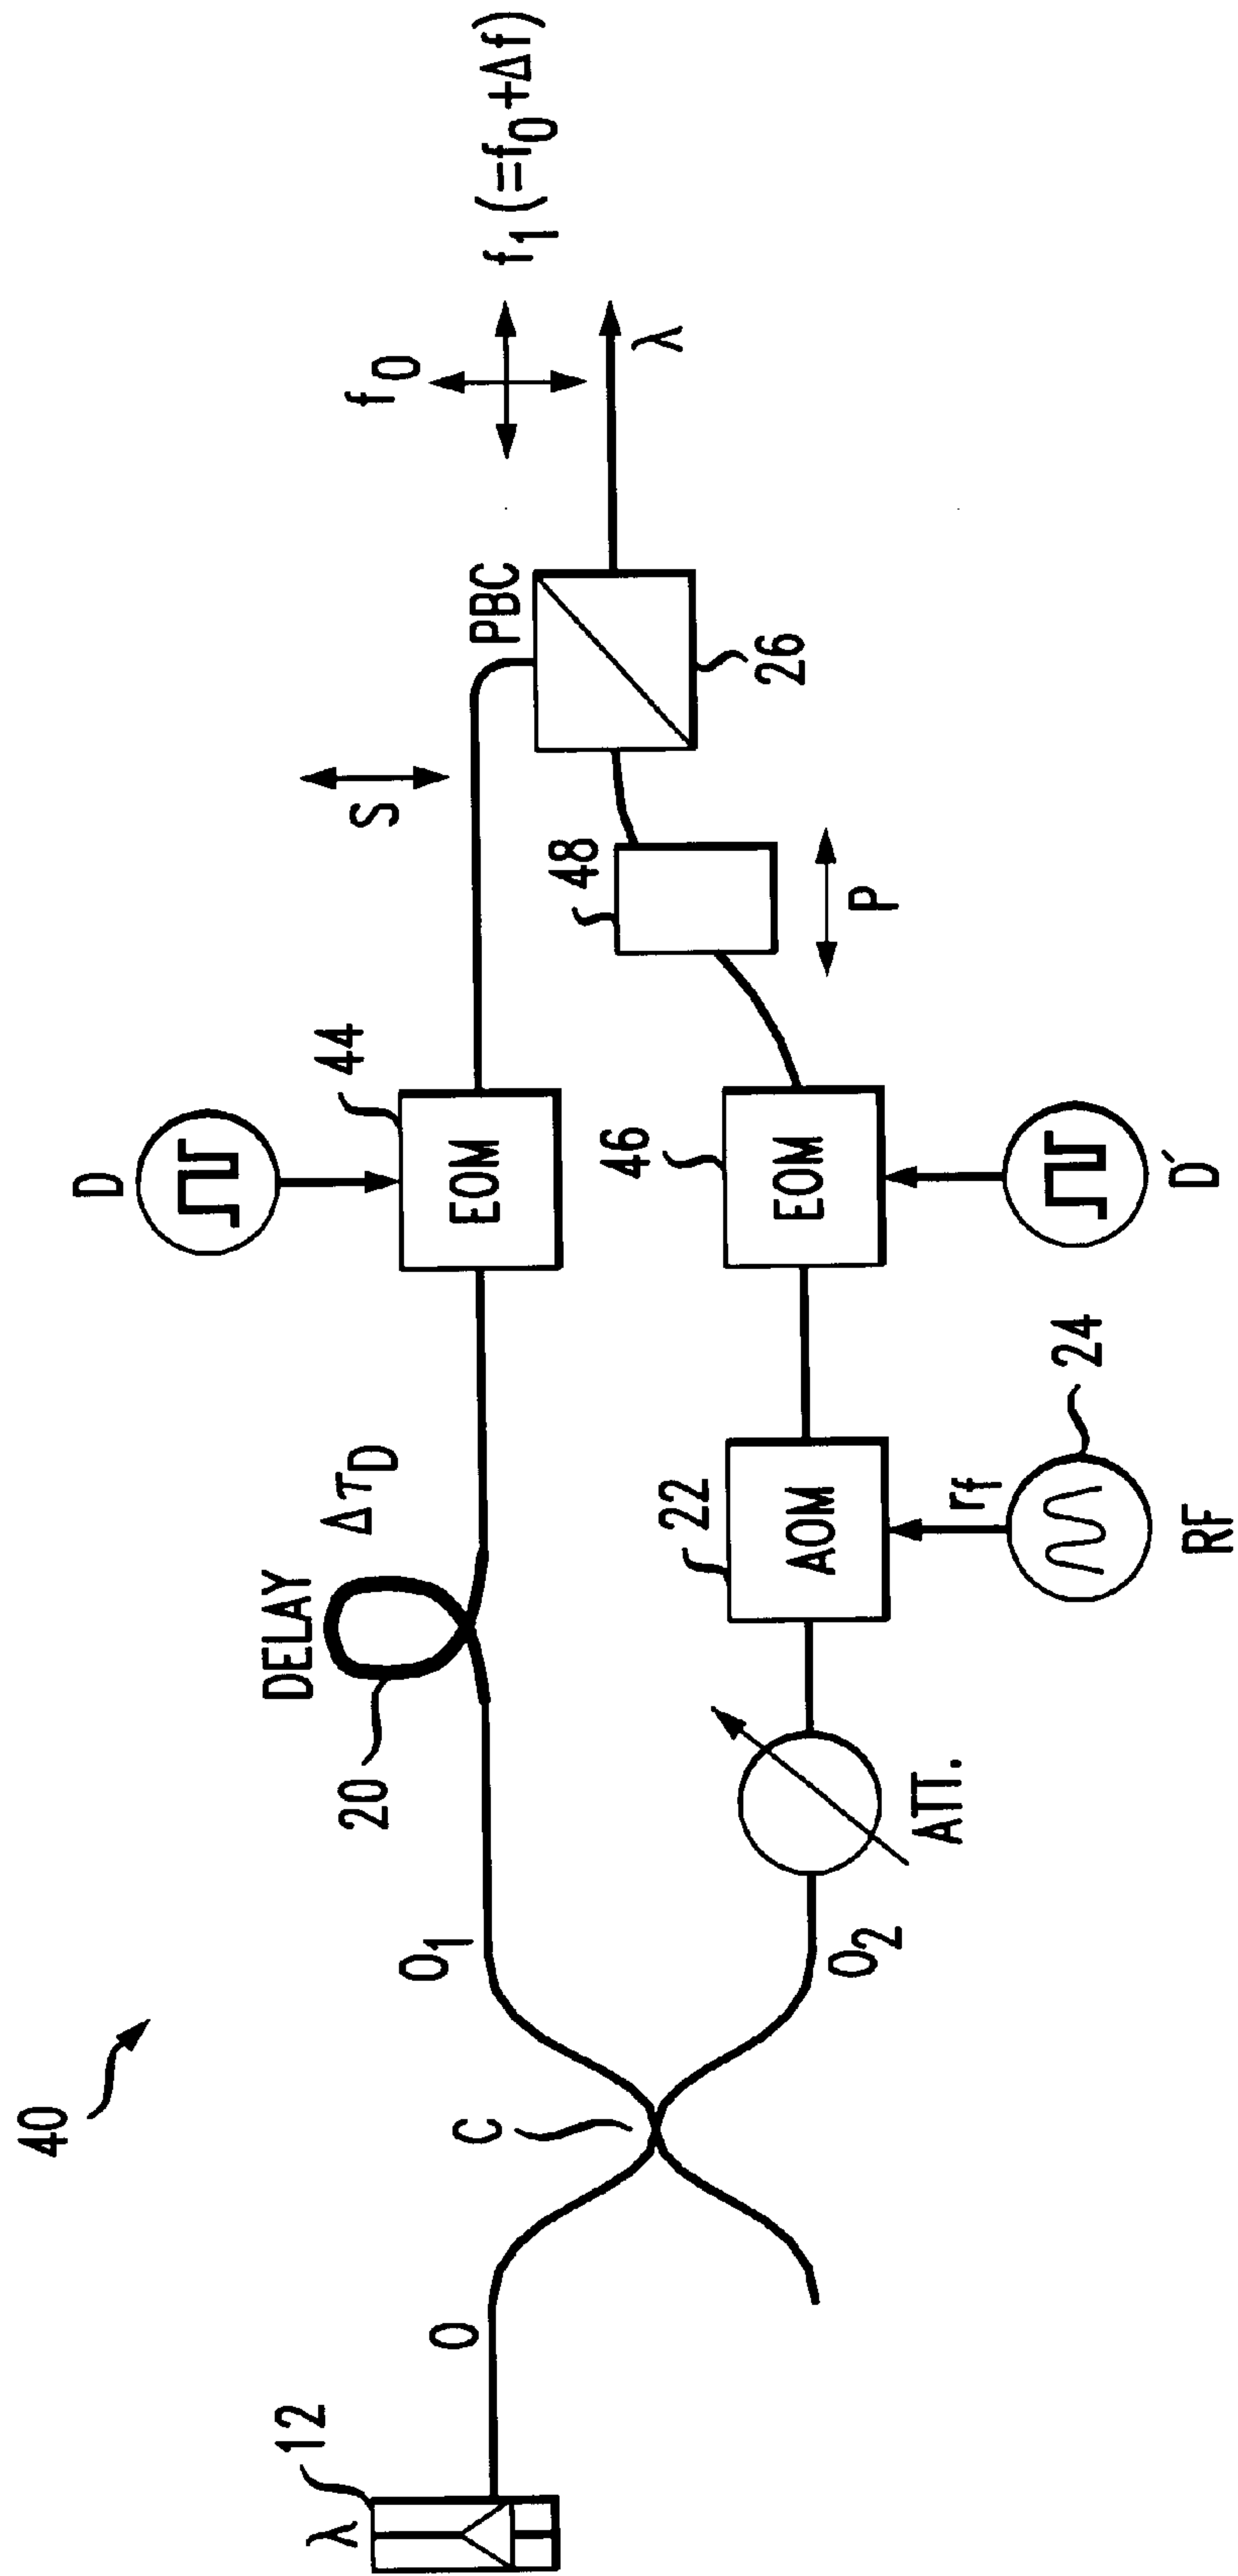 40
λ
12
O
C
O₁
O₂
DELAY
ΔτD
20
ATT.
AOM
22
rf
24
RF
D
EOM
44
EOM
46
D´
S
48
P
PBC
26
f₀
f₁ (=f₀+Δf)
λ